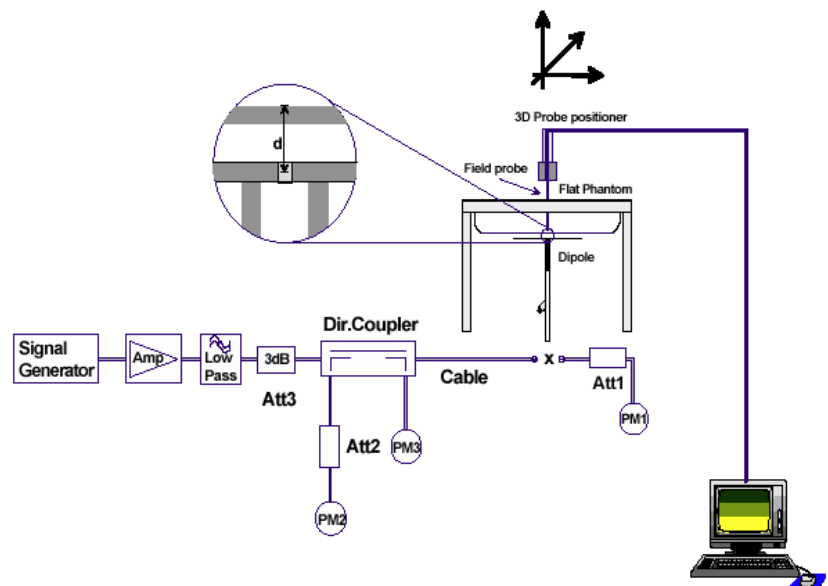 3D Probe positioner
d
Field probe
Flat Phantom
Dipole
Dir.Coupler
Signal
Generator
Amp
Low
Pass
3dB
Cable
x
Att1
Att3
PM1
Att2
PM3
PM2